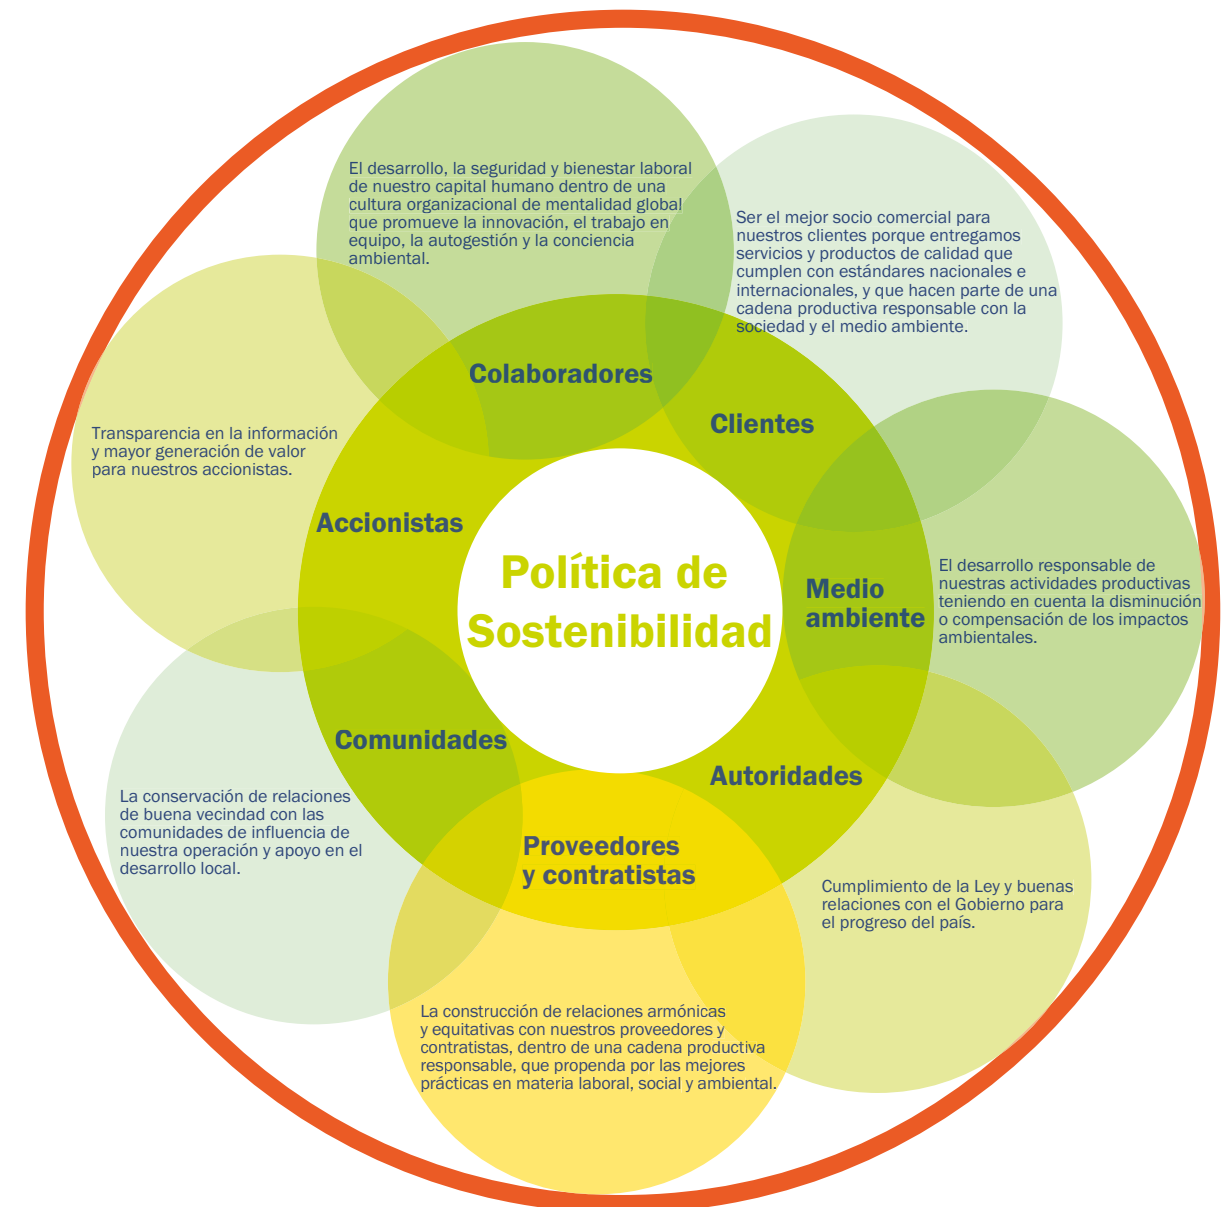 El desarrollo, la seguridad y bienestar laboral
de nuestro capital humano dentro de una
cultura organizacional de mentalidad global
que promueve la innovación, el trabajo en
equipo, la autogestión y la conciencia
ambiental.
Colaboradores
Ser el mejor socio comercial para
nuestros clientes porque entregamos
servicios y productos de calidad que
cumplen con estándares nacionales e
internacionales, y que hacen parte de una
cadena productiva responsable con la
sociedad y el medio ambiente.
Clientes
Transparencia en la información
y mayor generación de valor
para nuestros accionistas.
Accionistas
Política de
Sostenibilidad
Medio
ambiente
El desarrollo responsable de
nuestras actividades productivas
teniendo en cuenta la disminución
o compensación de los impactos
ambientales.
Comunidades
La conservación de relaciones
de buena vecindad con las
comunidades de influencia de
nuestra operación y apoyo en el
desarrollo local.
Autoridades
Cumplimiento de la Ley y buenas
relaciones con el Gobierno para
el progreso del país.
Proveedores
y contratistas
La construcción de relaciones armónicas
y equitativas con nuestros proveedores y
contratistas, dentro de una cadena productiva
responsable, que propenda por las mejores
prácticas en materia laboral, social y ambiental.